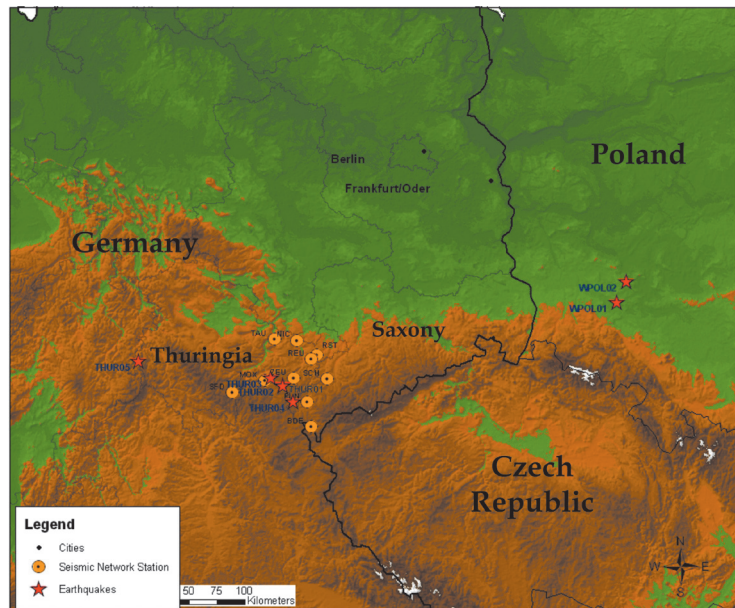 Berlin
Poland
Frankfurt/Oder
Germany
WPOL02
WPOL01
TAU
NIC
Saxony
REU
RST
THUR05
Thuringia
MOX
SCH
THUR03
THUR01
THUR02
THUR04
Czech
Republic
Legend
Cities
Seismic Network Station
Earthquakes
50 75 100
Kilometers
N
W E
S